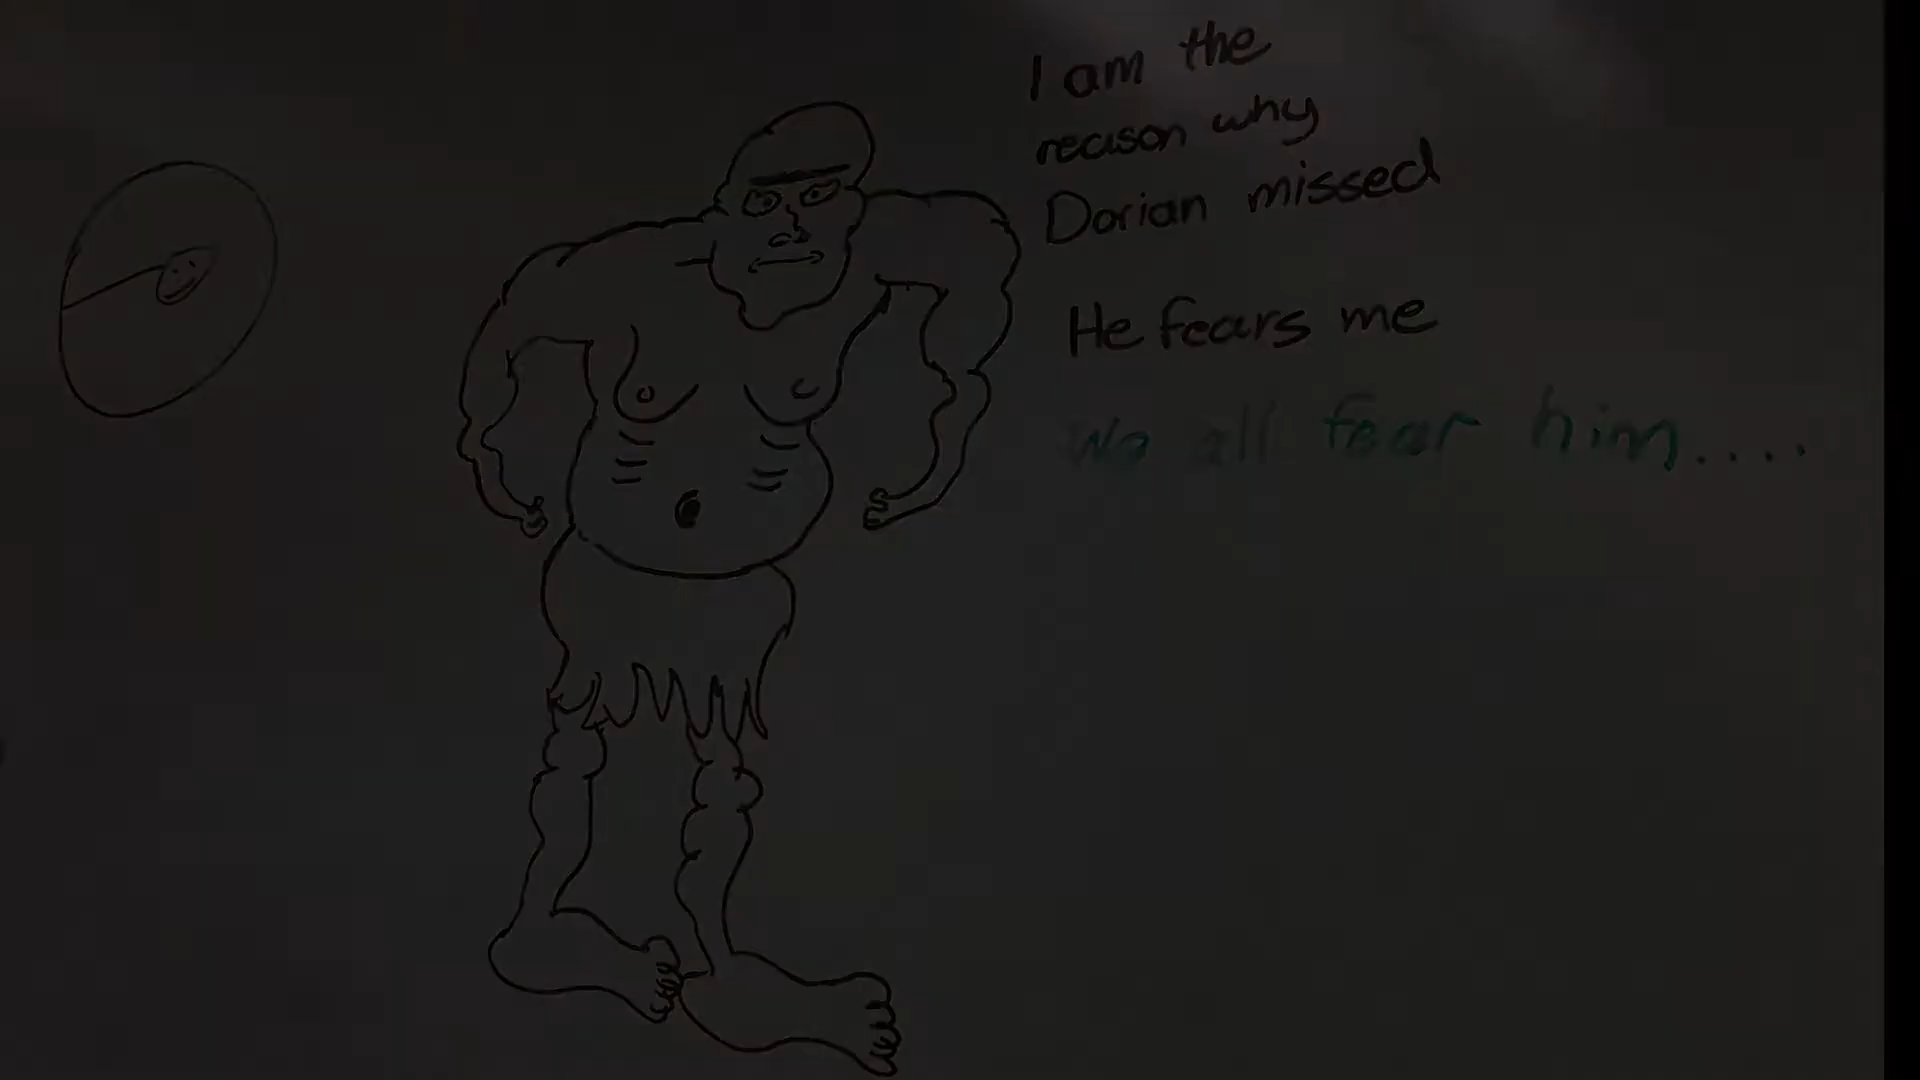 I am the
reason why
Dorian missed
He fears me
We all fear him....